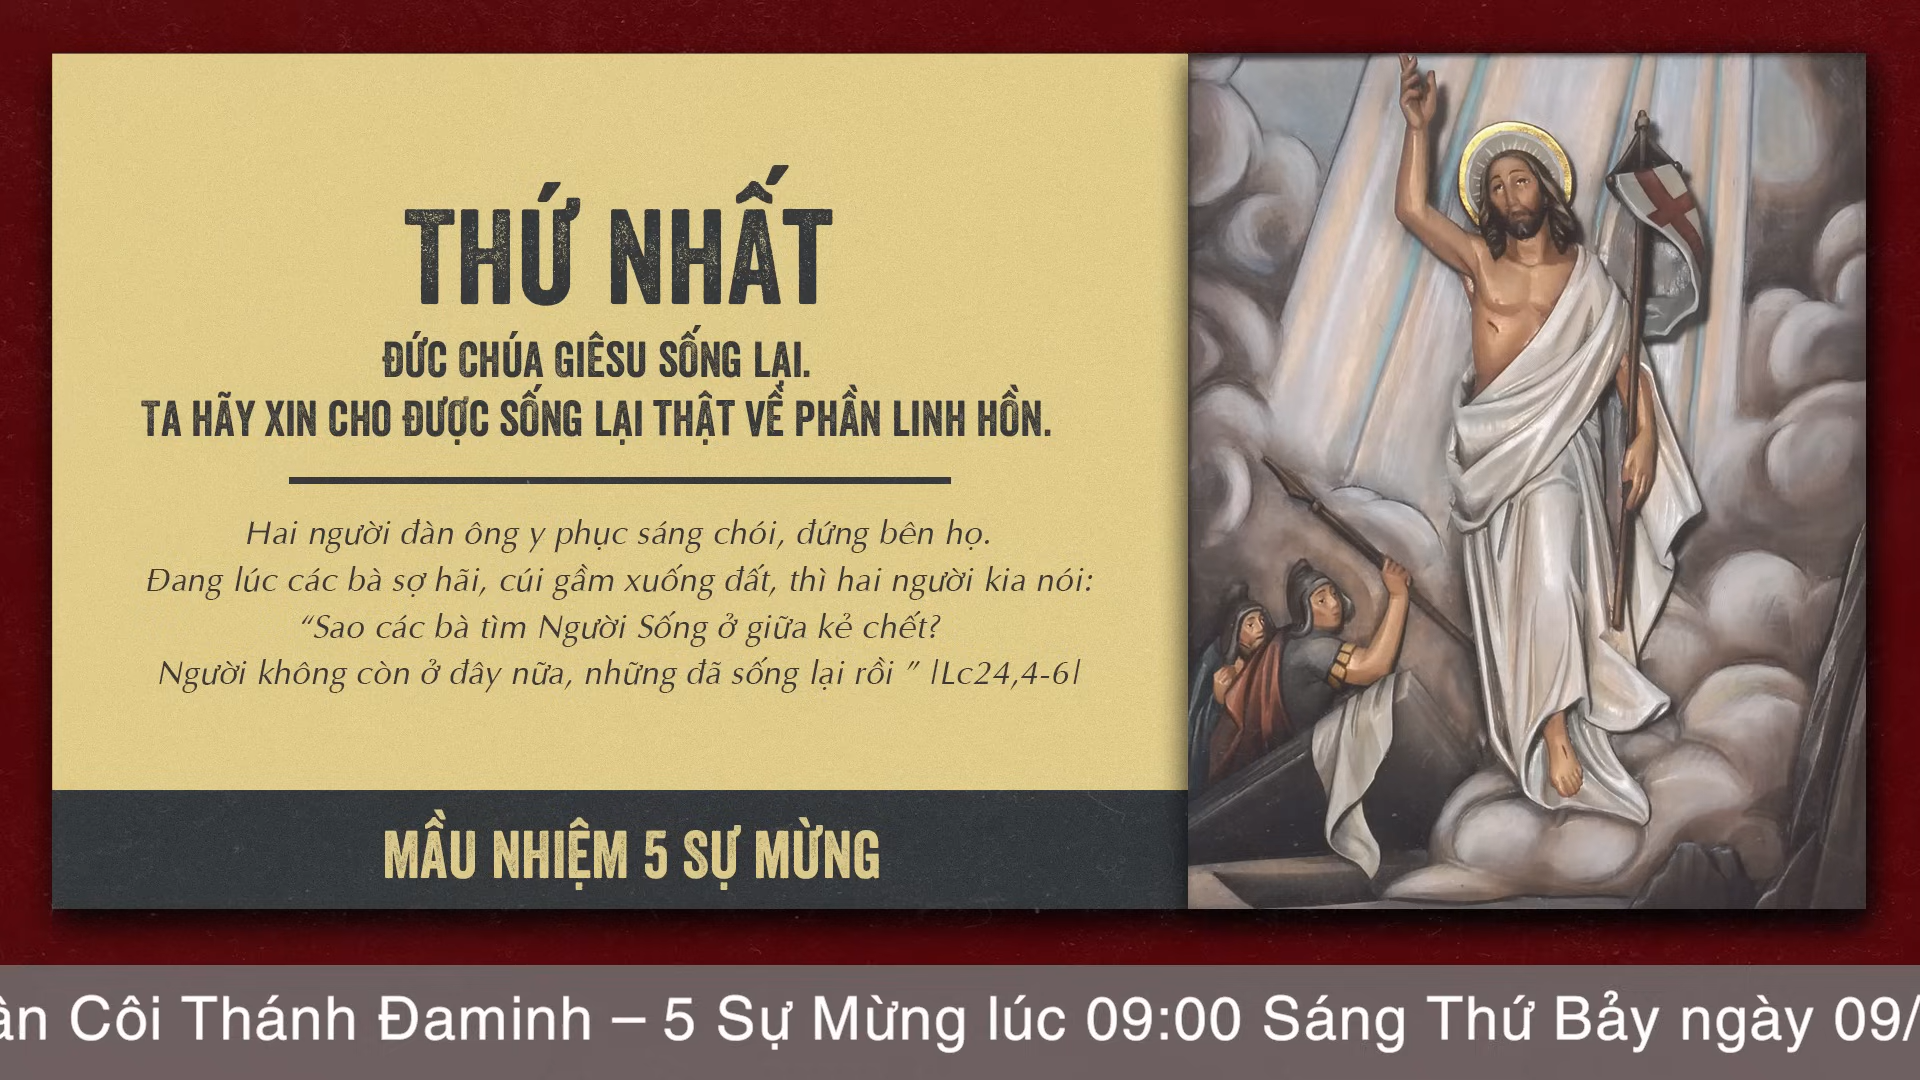 THỨ NHẤT
ĐỨC CHÚA GIÊSU SỐNG LẠI.
TA HÃY XIN CHO ĐƯỢC SỐNG LẠI THẬT VỀ PHẦN LINH HỒN.
Hai người đàn ông y phục sáng chói, đứng bên họ.
Đang lúc các bà sợ hãi, cúi gằm xuống đất, thì hai người kia nói:
“Sao các bà tìm Người Sống ở giữa kẻ chết?
Người không còn ở đây nữa, những đã sống lại rồi ” |Lc24,4-6|
MẦU NHIỆM 5 SỰ MỪNG
Côi Thánh Đaminh – 5 Sự Mừng lúc 09:00 Sáng Thứ Bảy ngày 09/